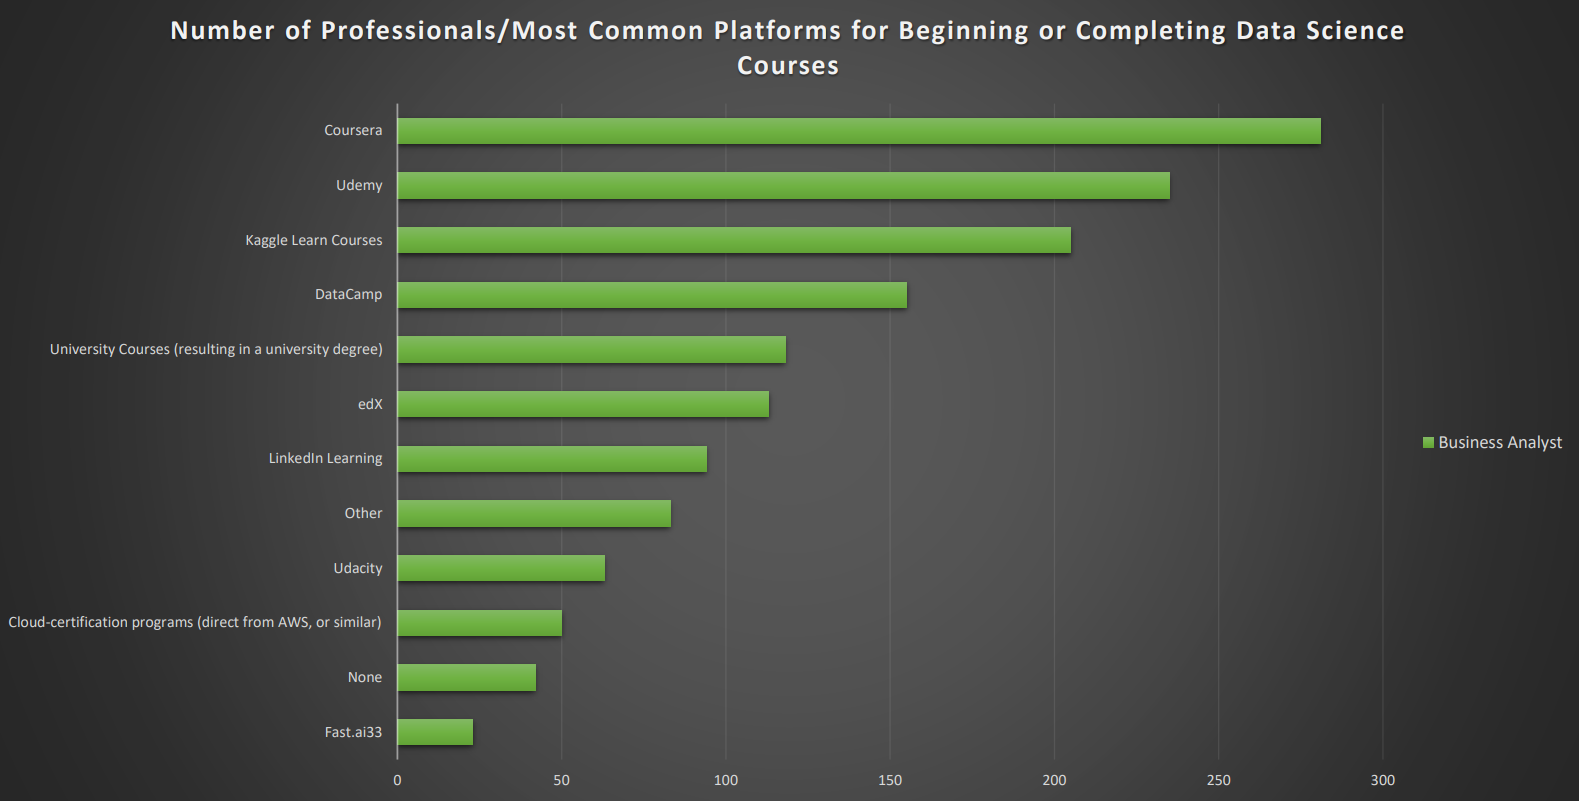 Number of Professionals/Most Common Platforms for Beginning or Completing Data Science
Courses
Coursera
Udemy
Kaggle Learn Courses
DataCamp
University Courses (resulting in a university degree)
edX
LinkedIn Learning
Other
Udacity
Cloud-certification programs (direct from AWS, or similar)
None
Fast.ai33
0 50 100 150 200 250 300
Business Analyst